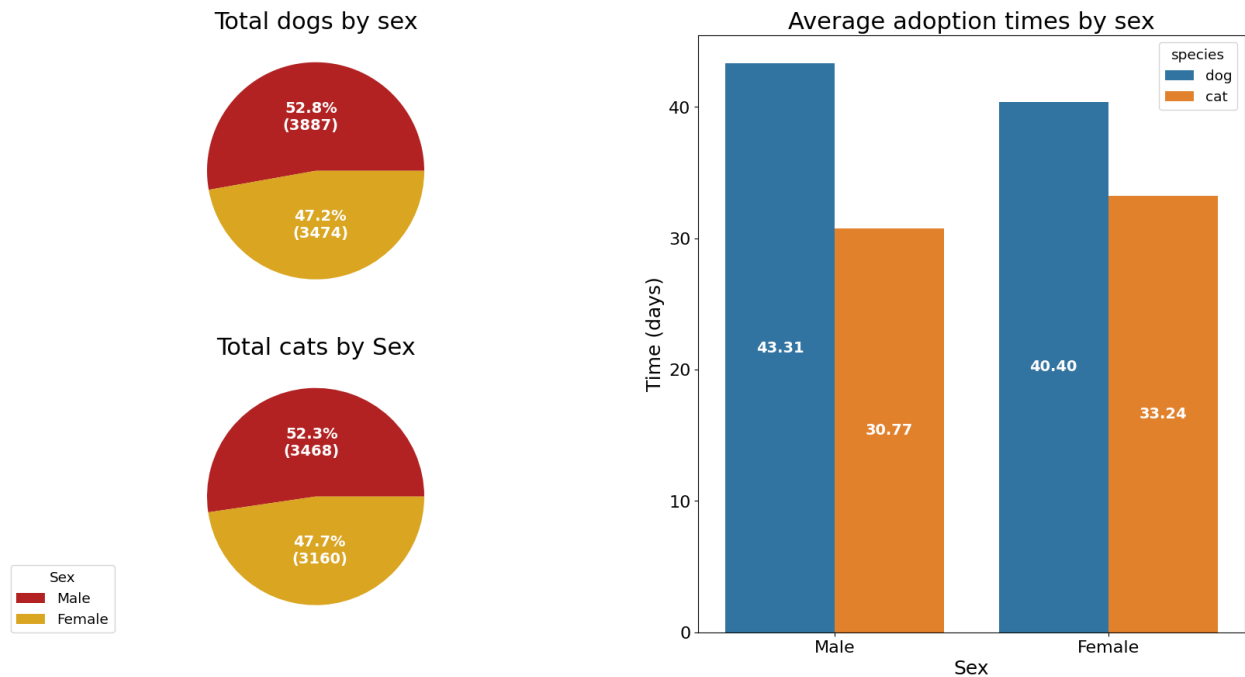 Total dogs by sex
52.8%
(3887)
47.2%
(3474)
Total cats by Sex
52.3%
(3468)
47.7%
(3160)
Sex
Male
Female
Average adoption times by sex
species
dog
cat
Time (days)
40
30
20
10
0
43.31
30.77
40.40
33.24
Male
Female
Sex